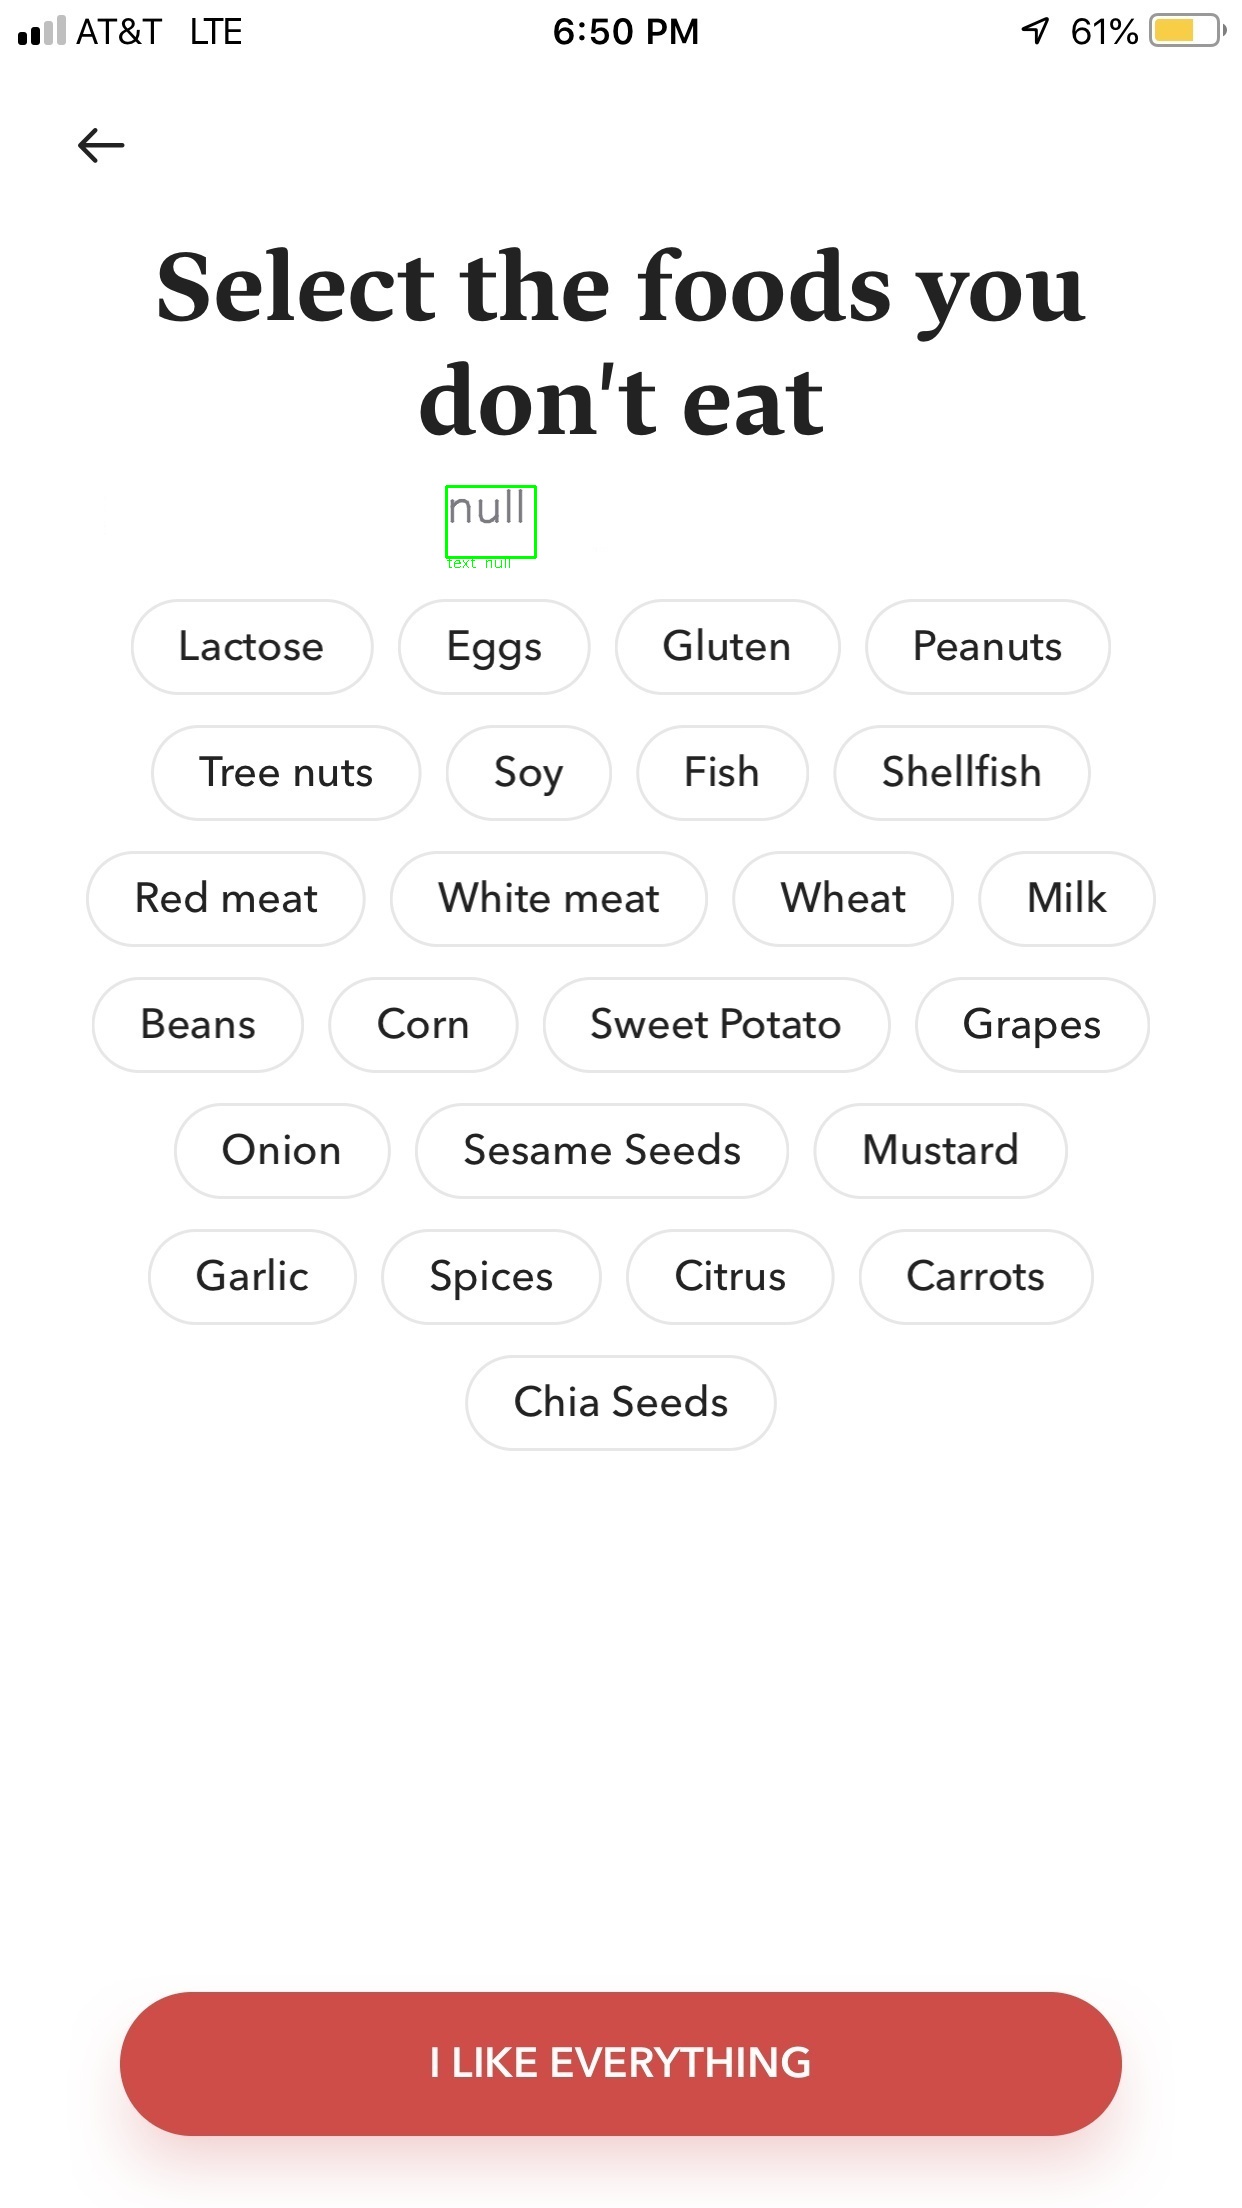 AT&T LTE 6:50 PM 61%
Select the foods you
don't eat
null
text null
Lactose Eggs Gluten Peanuts
Tree nuts Soy Fish Shellfish
Red meat White meat Wheat Milk
Beans Corn Sweet Potato Grapes
Onion Sesame Seeds Mustard
Garlic Spices Citrus Carrots
Chia Seeds
I LIKE EVERYTHING